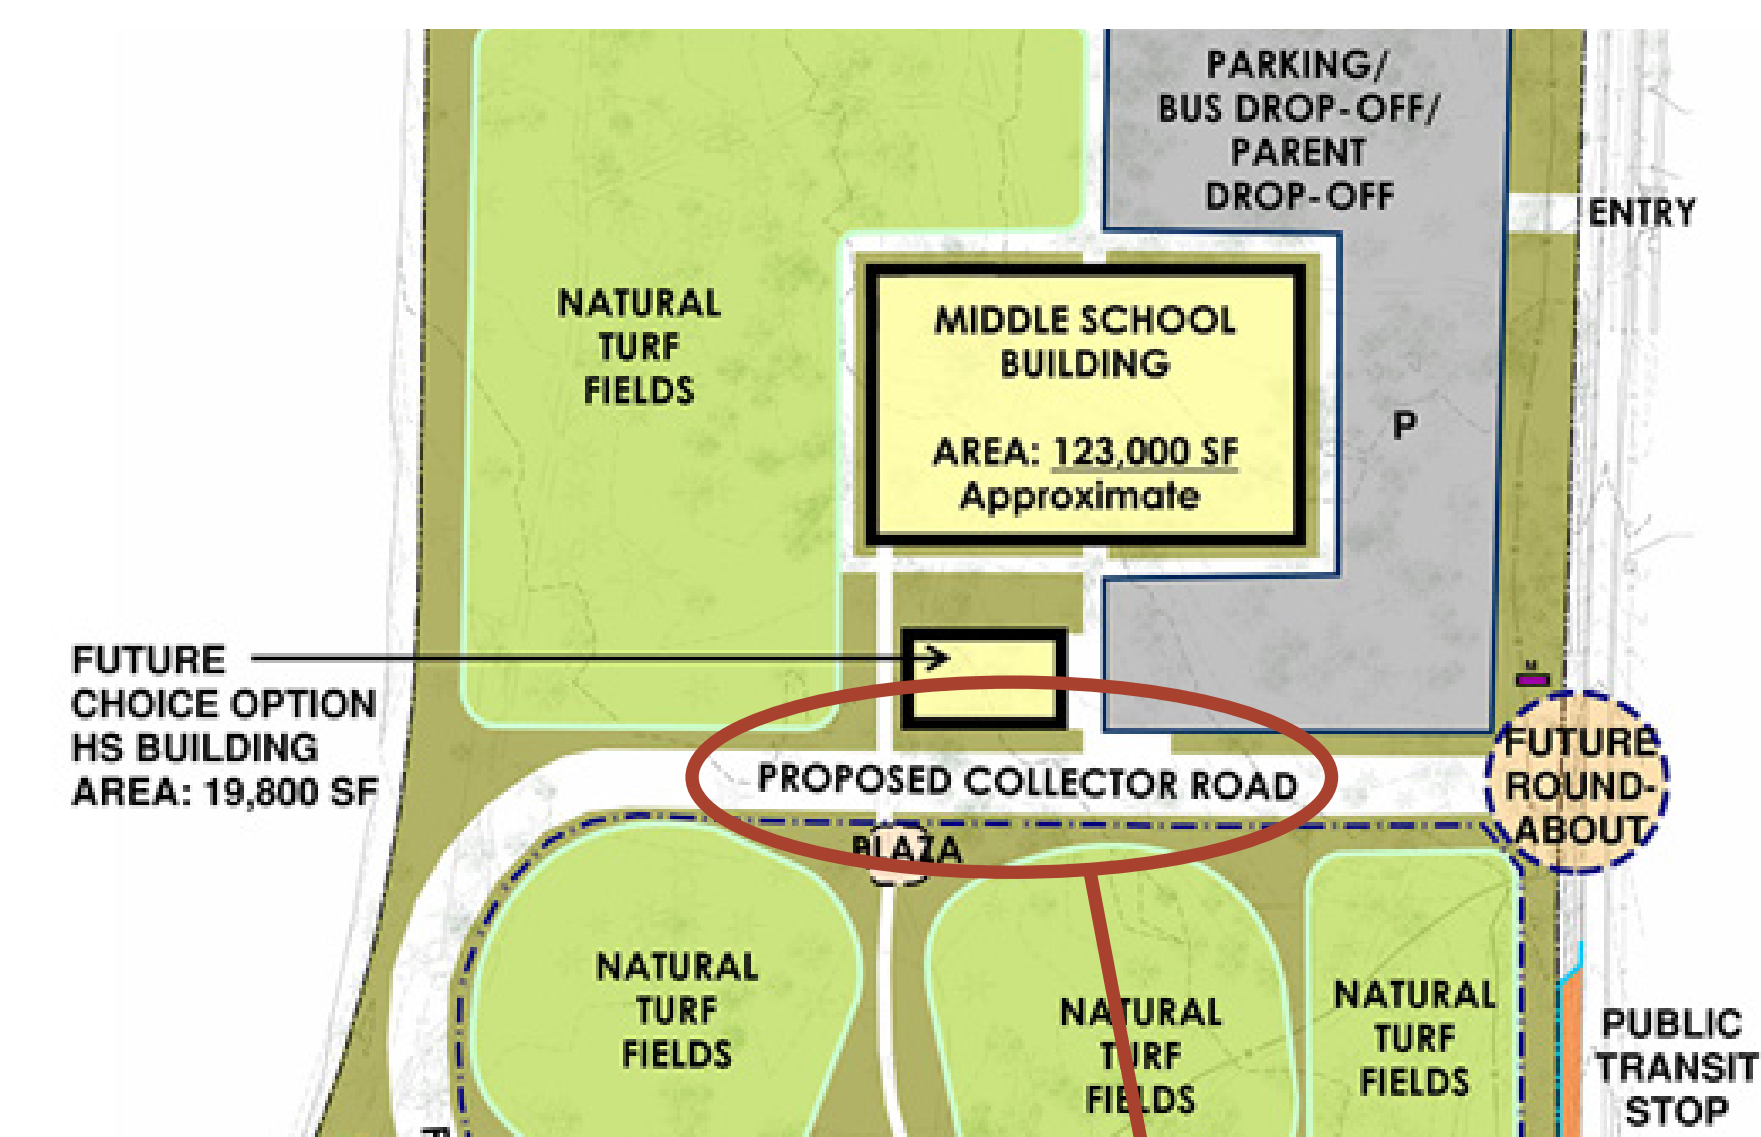 PARKING/
BUS DROP-OFF/
PARENT
DROP-OFF
ENTRY
NATURAL
TURF
FIELDS
MIDDLE SCHOOL
BUILDING
AREA: 123,000 SF
Approximate
P
FUTURE
CHOICE OPTION
HS BUILDING
AREA: 19,800 SF
PROPOSED COLLECTOR ROAD
FUTURE
ROUND-
ABOUT
PLAZA
NATURAL
TURF
FIELDS
NATURAL
TURF
FIELDS
NATURAL
TURF
FIELDS
PUBLIC
TRANSIT
STOP